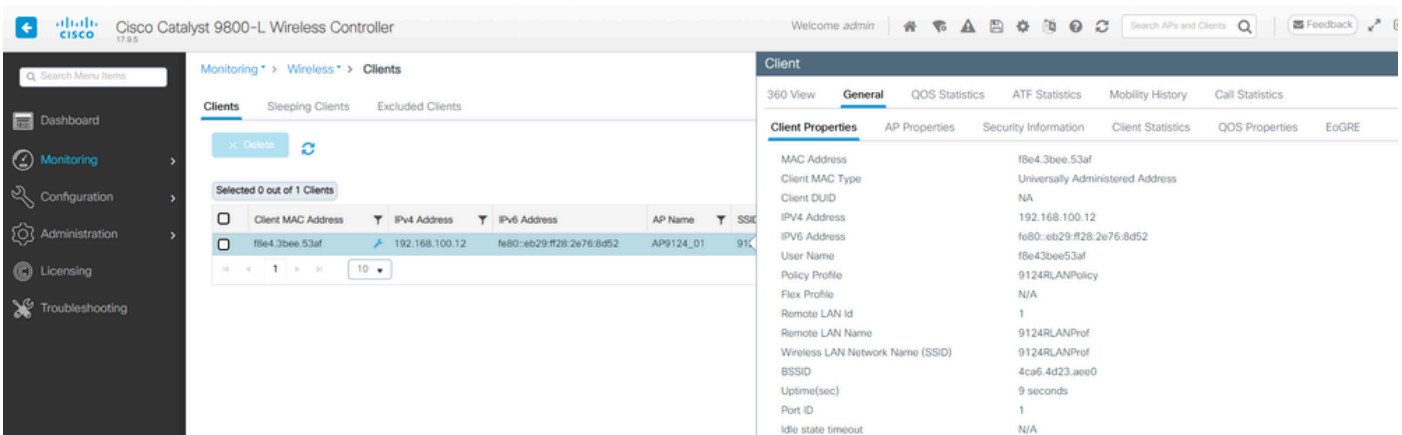 cisco
Cisco Catalyst 9800-L Wireless Controller
17.9.5
Welcome admin
Search APs and Clients
Feedback
Search Menu Items
Dashboard
Monitoring
Configuration
Administration
Licensing
Troubleshooting
Monitoring > Wireless > Clients
Clients Sleeping Clients Excluded Clients
× Delete
Selected 0 out of 1 Clients
Client MAC Address IPv4 Address IPv6 Address AP Name SSID
f8e4.3bee.53af 192.168.100.12 fe80::eb29:ff28:2e76:8d52 AP9124_01 912
1 10
Client
360 View General QOS Statistics ATF Statistics Mobility History Call Statistics
Client Properties AP Properties Security Information Client Statistics QOS Properties EoGRE
MAC Address f8e4.3bee.53af
Client MAC Type Universally Administered Address
Client DUID NA
IPV4 Address 192.168.100.12
IPV6 Address fe80::eb29:ff28:2e76:8d52
User Name f8e43bee53af
Policy Profile 9124RLANPolicy
Flex Profile N/A
Remote LAN Id 1
Remote LAN Name 9124RLANProf
Wireless LAN Network Name (SSID) 9124RLANProf
BSSID 4ca6.4d23.aee0
Uptime(sec) 9 seconds
Port ID 1
Idle state timeout N/A